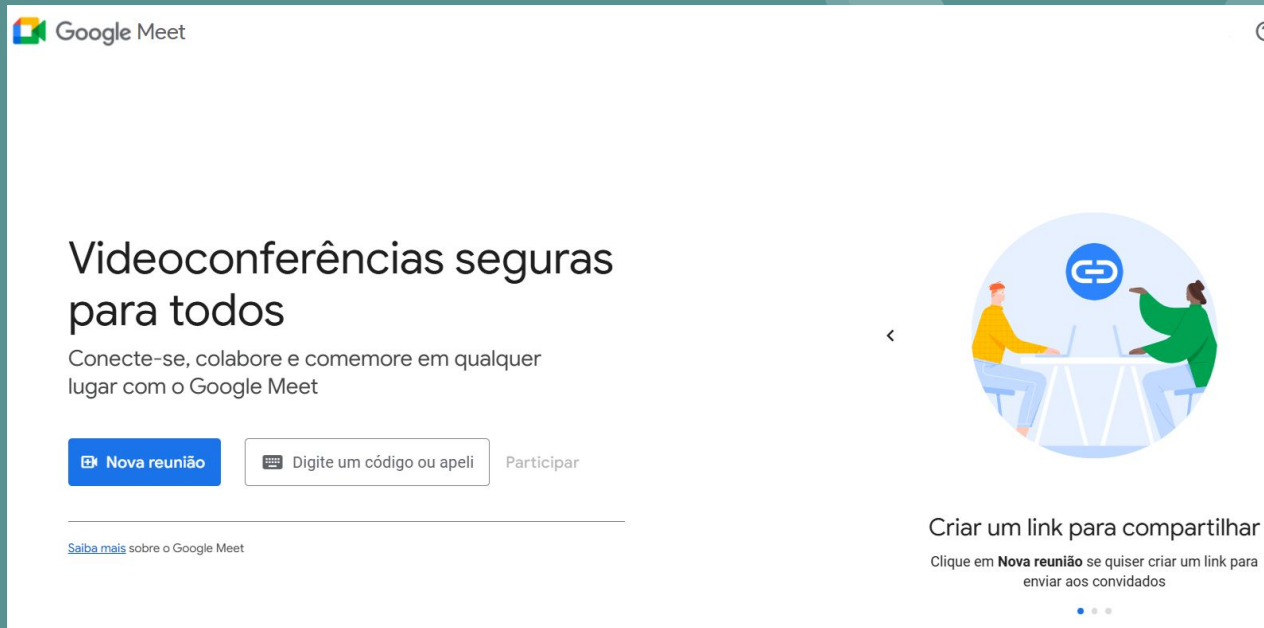 Google Meet
Videoconferências seguras
para todos
Conecte-se, colabore e comemore em qualquer
lugar com o Google Meet
Nova reunião
Digite um código ou apeli
Participar
Saiba mais sobre o Google Meet
Criar um link para compartilhar
Clique em Nova reunião se quiser criar um link para
enviar aos convidados